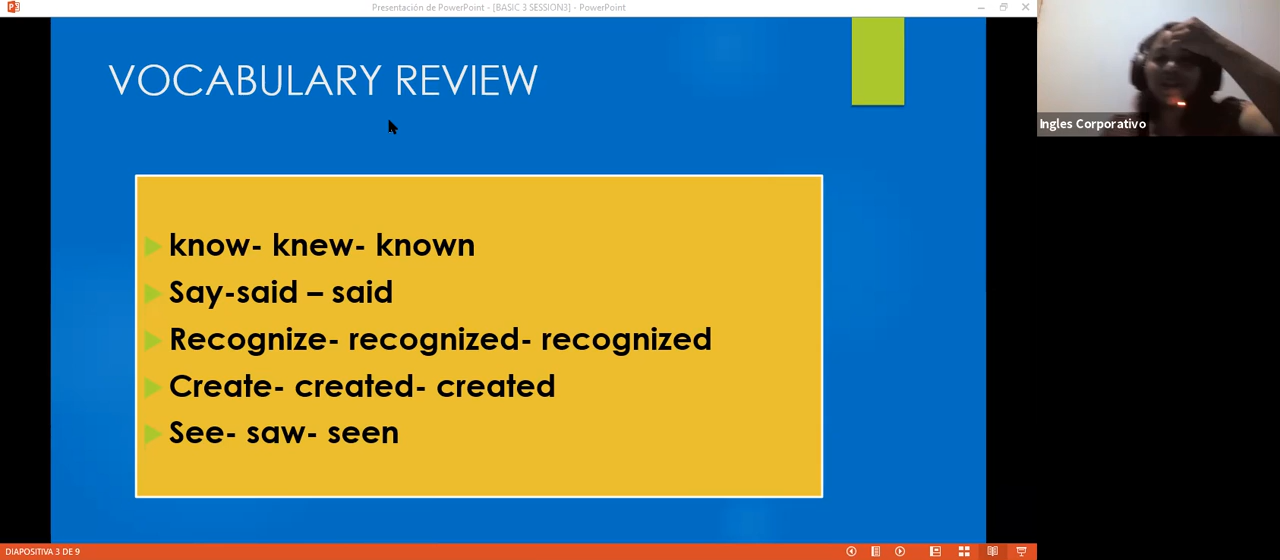 Presentación de PowerPoint - [BASIC 3 SESSION3] - PowerPoint
VOCABULARY REVIEW
know- knew- known
Say-said – said
Recognize- recognized- recognized
Create- created- created
See- saw- seen
Ingles Corporativo
DIAPOSITIVA 3 DE 9